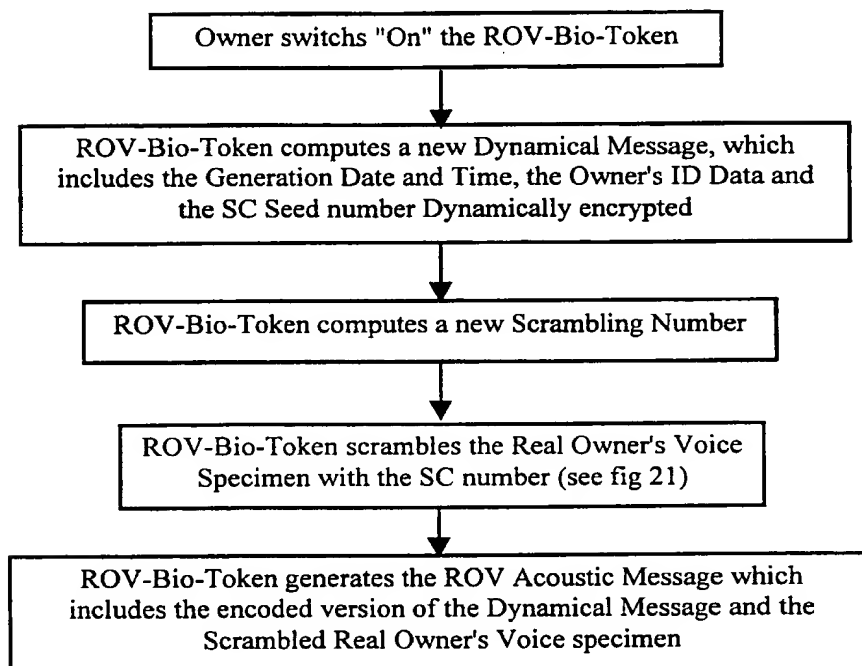 Owner switchs "On" the ROV-Bio-Token
ROV-Bio-Token computes a new Dynamical Message, which
includes the Generation Date and Time, the Owner's ID Data and
the SC Seed number Dynamically encrypted
ROV-Bio-Token computes a new Scrambling Number
ROV-Bio-Token scrambles the Real Owner's Voice
Specimen with the SC number (see fig 21)
ROV-Bio-Token generates the ROV Acoustic Message which
includes the encoded version of the Dynamical Message and the
Scrambled Real Owner's Voice specimen